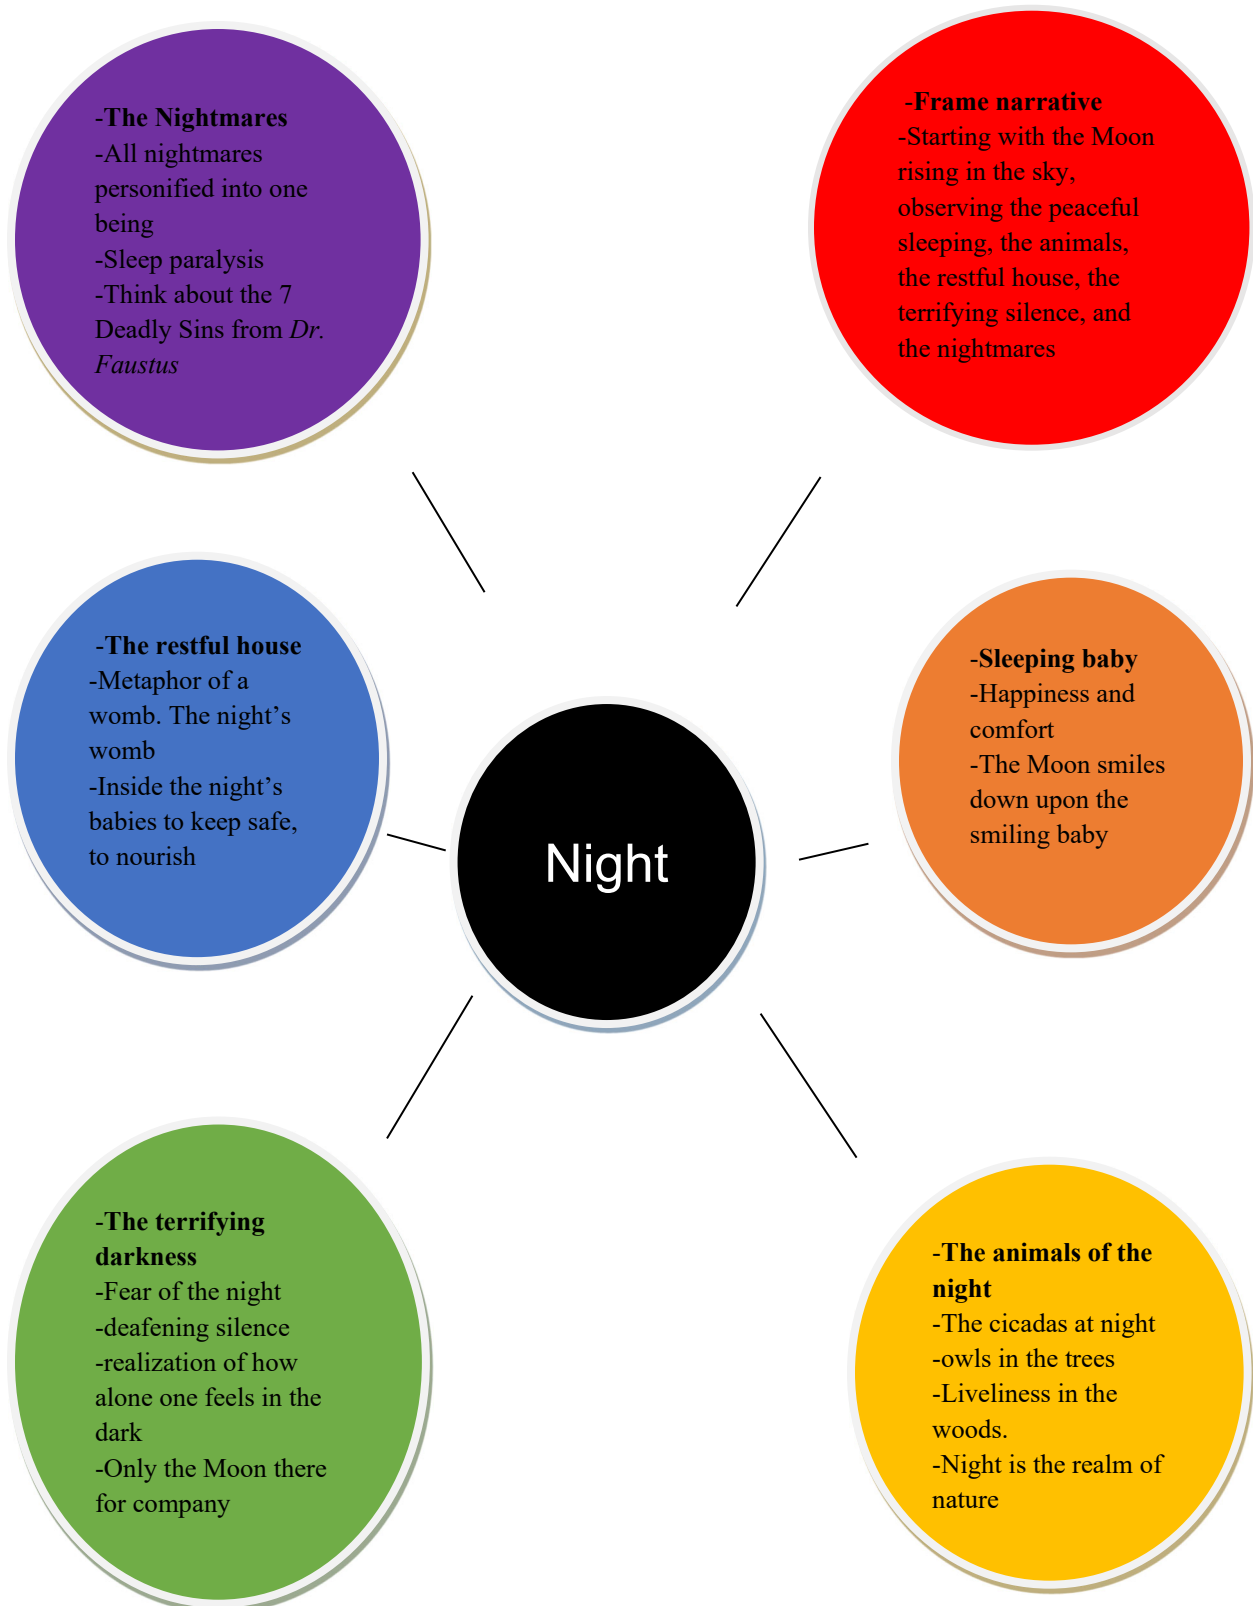 -The Nightmares
-All nightmares
personified into one
being
-Sleep paralysis
-Think about the 7
Deadly Sins from Dr.
Faustus
-Frame narrative
-Starting with the Moon
rising in the sky,
observing the peaceful
sleeping, the animals,
the restful house, the
terrifying silence, and
the nightmares
-The restful house
-Metaphor of a
womb. The night’s
womb
-Inside the night’s
babies to keep safe,
to nourish
Night
-Sleeping baby
-Happiness and
comfort
-The Moon smiles
down upon the
smiling baby
-The terrifying
darkness
-Fear of the night
-deafening silence
-realization of how
alone one feels in the
dark
-Only the Moon there
for company
-The animals of the
night
-The cicadas at night
-owls in the trees
-Liveliness in the
woods.
-Night is the realm of
nature